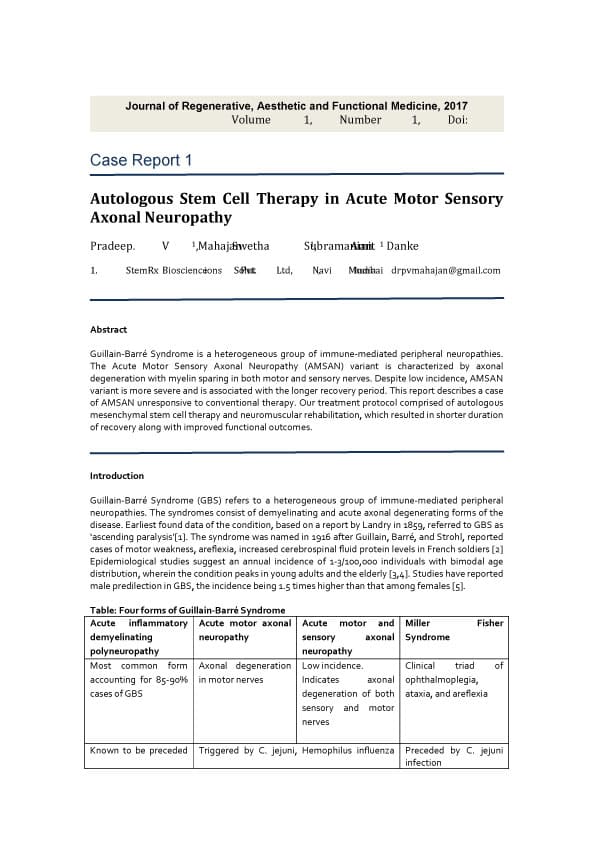 Journal of Regenerative, Aesthetic and Functional Medicine, 2017
Volume 1, Number 1, Doi:
Case Report 1
Autologous Stem Cell Therapy in Acute Motor Sensory
Axonal Neuropathy
Pradeep. V ¹,Mahajan Swetha Subramanian ¹ Danke
1. StemRx Bioscience Pvt. Ltd, Navi Mumbai drpvmahajan@gmail.com
Abstract
Guillain-Barré Syndrome is a heterogeneous group of immune-mediated peripheral neuropathies.
The Acute Motor Sensory Axonal Neuropathy (AMSAN) variant is characterized by axonal
degeneration with myelin sparing in both motor and sensory nerves. Despite low incidence, AMSAN
variant is more severe and is associated with the longer recovery period. This report describes a case
of AMSAN unresponsive to conventional therapy. Our treatment protocol comprised of autologous
mesenchymal stem cell therapy and neuromuscular rehabilitation, which resulted in shorter duration
of recovery along with improved functional outcomes.
Introduction
Guillain-Barré Syndrome (GBS) refers to a heterogeneous group of immune-mediated peripheral
neuropathies. The syndromes consist of demyelinating and acute axonal degenerating forms of the
disease. Earliest found data of the condition, based on a report by Landry in 1859, referred to GBS as
'ascending paralysis'[1]. The syndrome was named in 1916 after Guillain, Barré, and Strohl, reported
cases of motor weakness, areflexia, increased cerebrospinal fluid protein levels in French soldiers [2]
Epidemiological studies suggest an annual incidence of 1-3/100,000 individuals with bimodal age
distribution, wherein the condition peaks in young adults and the elderly [3,4]. Studies have reported
male predilection in GBS, the incidence being 1.5 times higher than that among females [5].
Table: Four forms of Guillain-Barré Syndrome
Acute inflammatory
demyelinating
polyneuropathy
Acute motor axonal
neuropathy
Acute motor and
sensory axonal
neuropathy
Miller Fisher
Syndrome
Most common form
accounting for 85-90%
cases of GBS
Axonal degeneration
in motor nerves
Low incidence.
Indicates axonal
degeneration of both
sensory and motor
nerves
Clinical triad of
ophthalmoplegia,
ataxia, and areflexia
Known to be preceded
Triggered by C. jejuni, Hemophilus influenza
Preceded by C. jejuni
infection